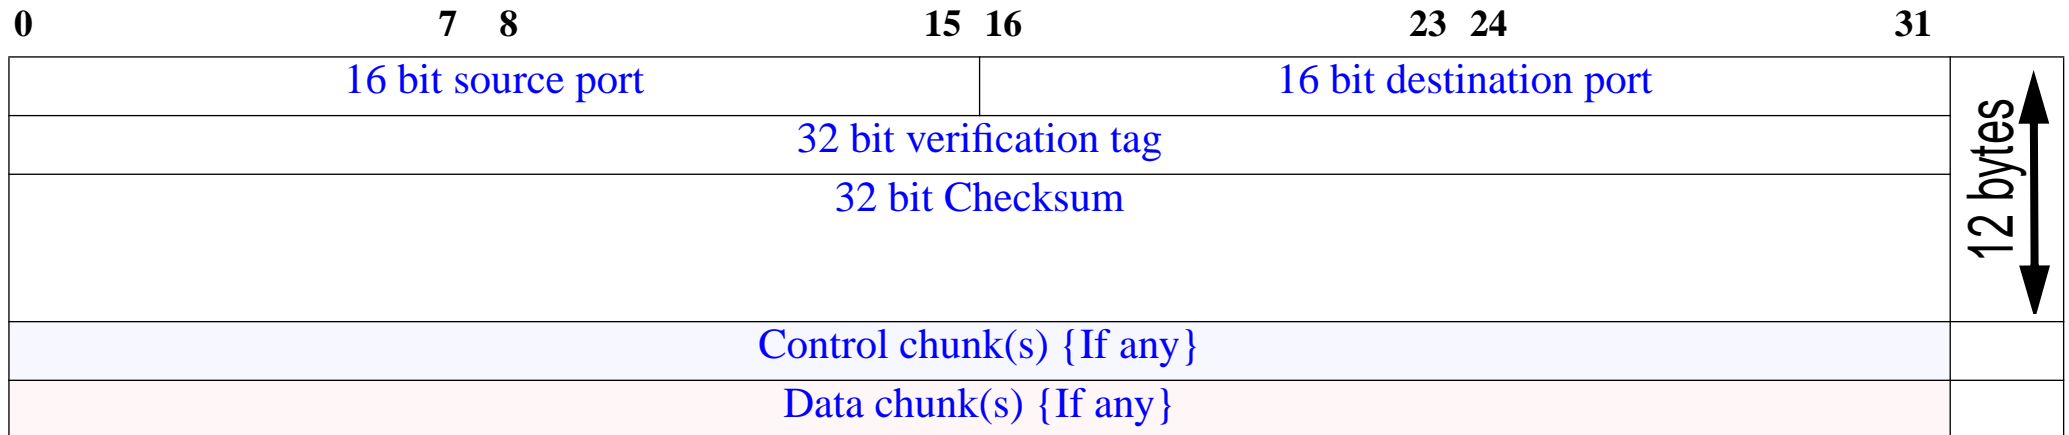 0 7 8 15 16 23 24 31
16 bit source port 16 bit destination port
32 bit verification tag
32 bit Checksum
12 bytes
Control chunk(s) {If any}
Data chunk(s) {If any}